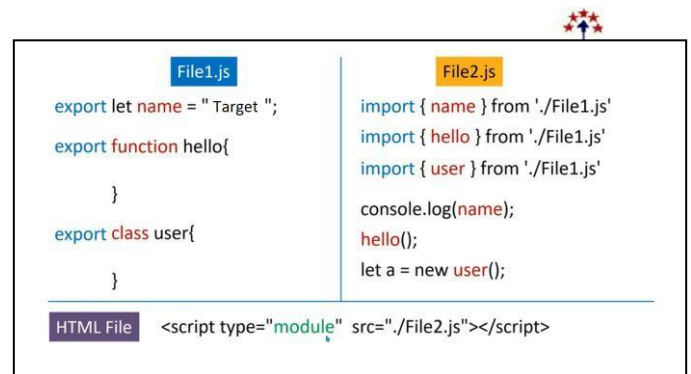 File1.js
export let name = " Target ";
export function hello{
}
export class user{
}
File2.js
import { name } from './File1.js'
import { hello } from './File1.js'
import { user } from './File1.js'
console.log(name);
hello();
let a = new user();
HTML File <script type="module" src="./File2.js"></script>